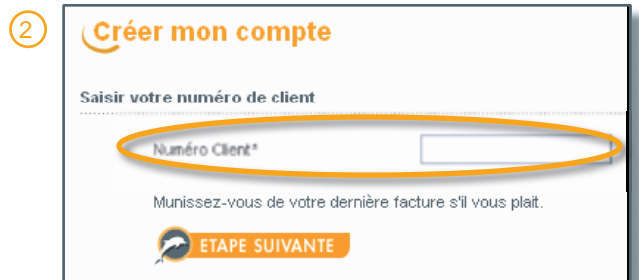 2
Créer mon compte
Saisir votre numéro de client
Numéro Client*
Munissez-vous de votre dernière facture s'il vous plait.
ETAPE SUIVANTE